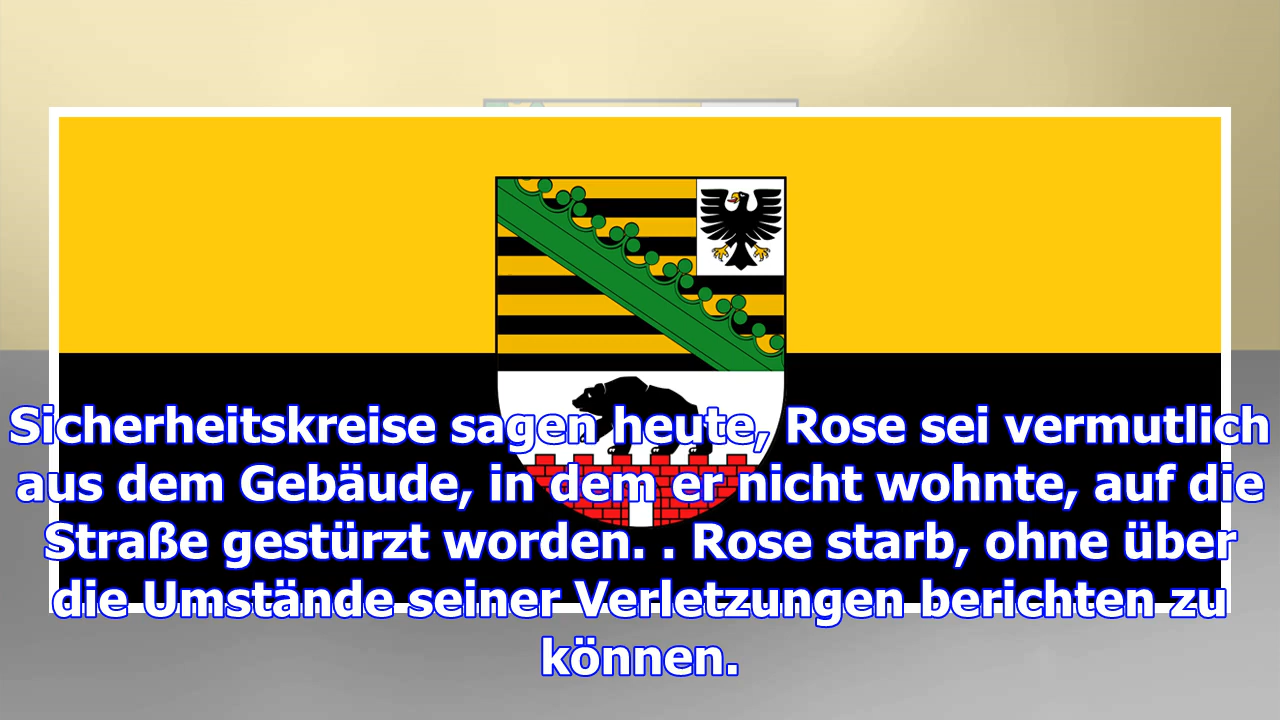 Sicherheitskreise sagen heute, Rose sei vermutlich
aus dem Gebäude, in dem er nicht wohnte, auf die
Straße gestürzt worden. . Rose starb, ohne über
die Umstände seiner Verletzungen berichten zu
können.